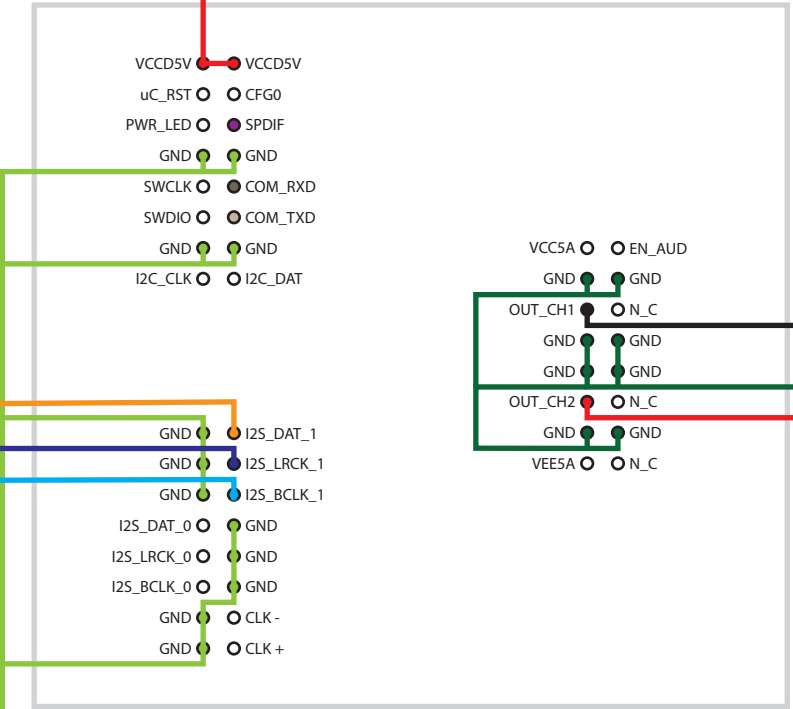 VCCD5V VCCD5V
uC_RST CFG0
PWR_LED SPDIF
GND GND
SWCLK COM_RXD
SWDIO COM_TXD
GND GND
I2C_CLK I2C_DAT
GND I2S_DAT_1
GND I2S_LRCK_1
GND I2S_BCLK_1
I2S_DAT_0 GND
I2S_LRCK_0 GND
I2S_BCLK_0 GND
GND CLK -
GND CLK +
VCC5A EN_AUD
GND GND
OUT_CH1 N_C
GND GND
GND GND
OUT_CH2 N_C
GND GND
VEE5A N_C